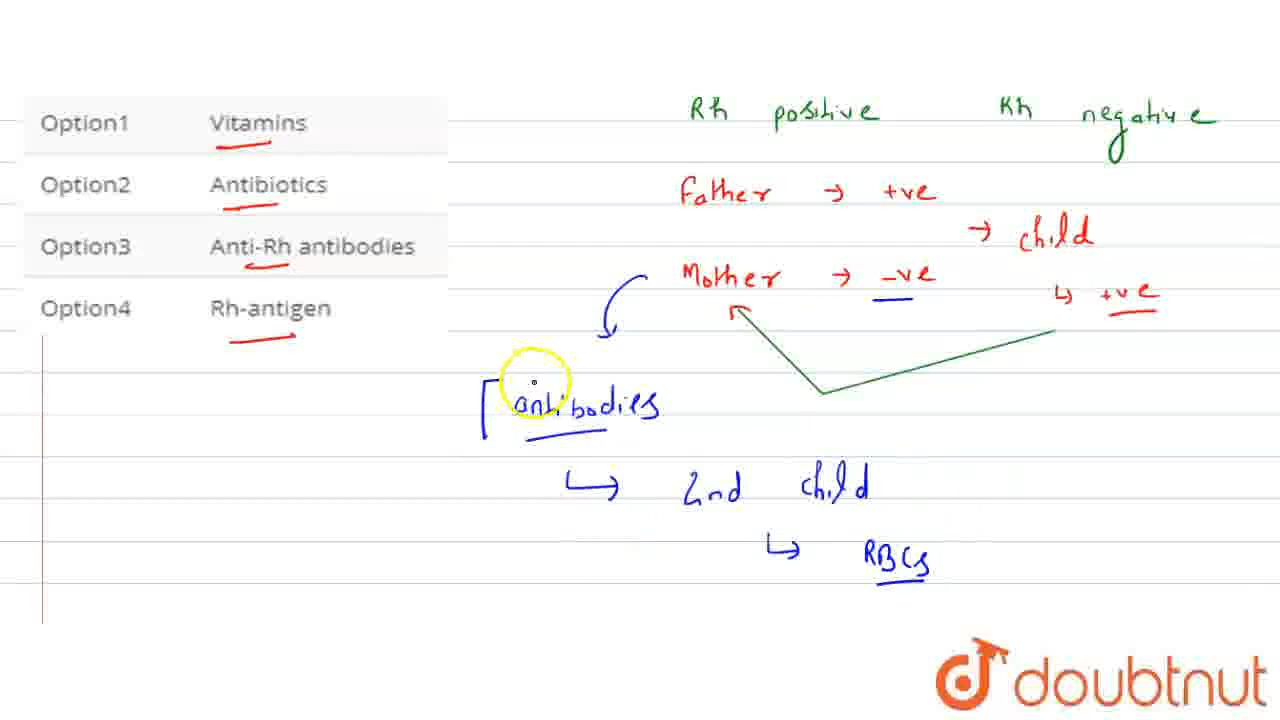 Option1 Vitamins
Option2 Antibiotics
Option3 Anti-Rh antibodies
Option4 Rh-antigen
Rh positive Rh negative
Father → +ve
→ child
Mother → -ve
↳ +ve
antibodies
↳ 2nd child
↳ RBCs
doubtnut